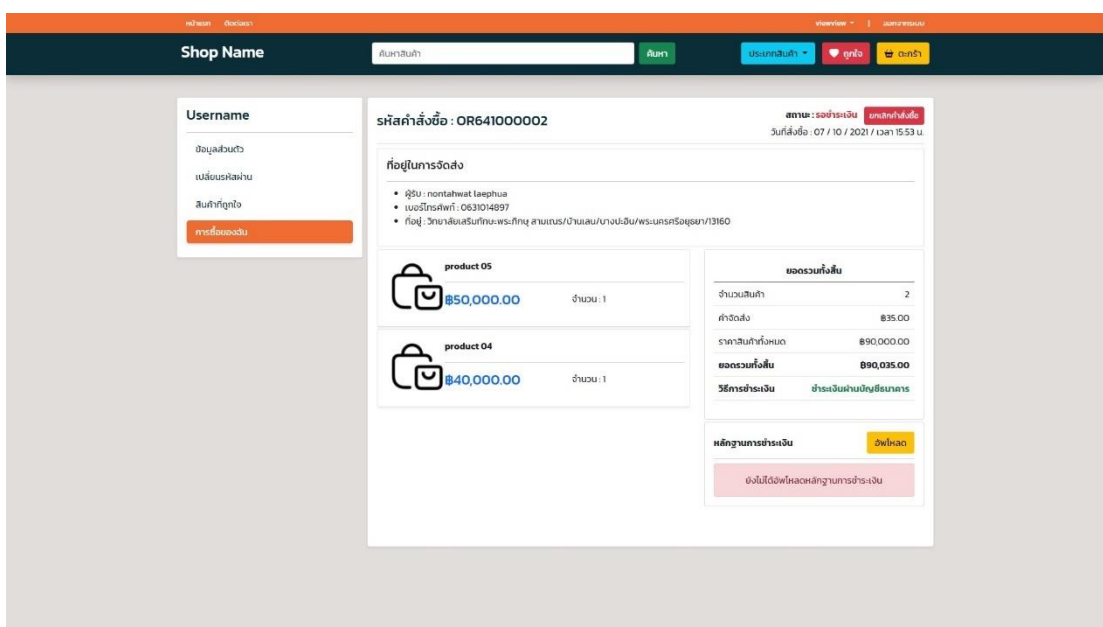 หน้าแรก ติดต่อเรา viewview | ออกจากระบบ
Shop Name ค้นหาสินค้า ค้นหา ประเภทสินค้า ถูกใจ ตะกร้า
Username
ข้อมูลส่วนตัว
เปลี่ยนรหัสผ่าน
สินค้าที่ถูกใจ
การซื้อของฉัน
รหัสคำสั่งซื้อ : OR641000002
สถานะ : รอชำระเงิน ยกเลิกคำสั่งซื้อ
วันที่สั่งซื้อ : 07 / 10 / 2021 / เวลา 15:53 น.
ที่อยู่ในการจัดส่ง
ผู้รับ : nontahwat laephua
เบอร์โทรศัพท์ : 0631014897
ที่อยู่ : วิทยาลัยเสริมทักษะพระภิกษุ สามเณร/บ้านเลน/บางปะอิน/พระนครศรีอยุธยา/13160
product 05
฿50,000.00 จำนวน : 1
product 04
฿40,000.00 จำนวน : 1
ยอดรวมทั้งสิ้น
จำนวนสินค้า 2
ค่าจัดส่ง ฿35.00
ราคาสินค้าทั้งหมด ฿90,000.00
ยอดรวมทั้งสิ้น ฿90,035.00
วิธีการชำระเงิน ชำระเงินผ่านบัญชีธนาคาร
หลักฐานการชำระเงิน อัพโหลด
ยังไม่ได้อัพโหลดหลักฐานการชำระเงิน